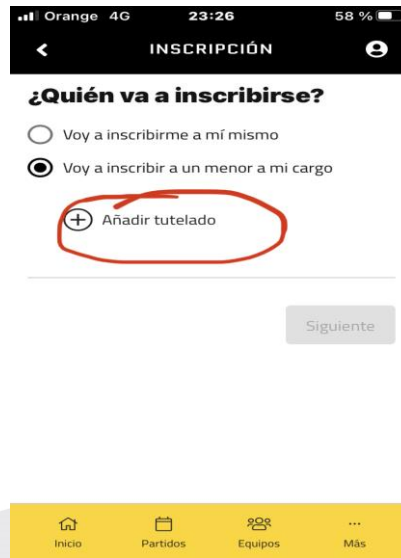 Orange 4G 23:26 58 %
INSCRIPCIÓN
¿Quién va a inscribirse?
Voy a inscribirme a mí mismo
Voy a inscribir a un menor a mi cargo
Añadir tutelado
Siguiente
Inicio Partidos Equipos Más